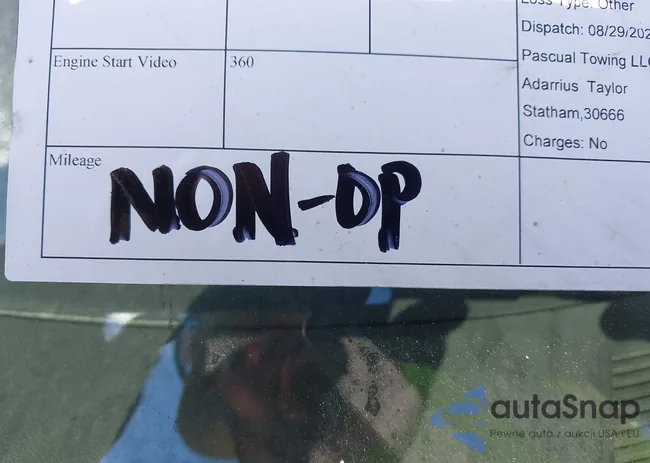 Loss Type: Other
Dispatch: 08/29/202
Pascual Towing LLC
Adarrius Taylor
Statham,30666
Charges: No
Engine Start Video
360
Mileage
NON-OP
autaSnap
Pewne auta z aukcji USA i EU